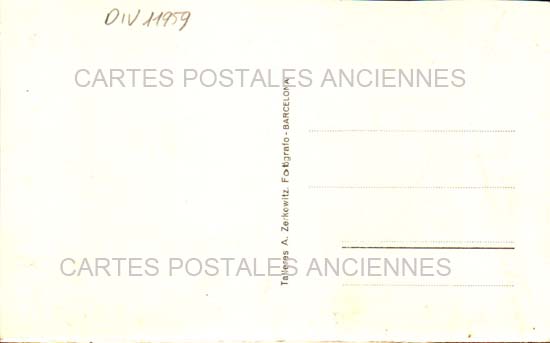 DIV 11959
CARTES POSTALES ANCIENNES
Talleres A. Zerkowitz. Fotógrafo - BARCELONA
CARTES POSTALES ANCIENNES